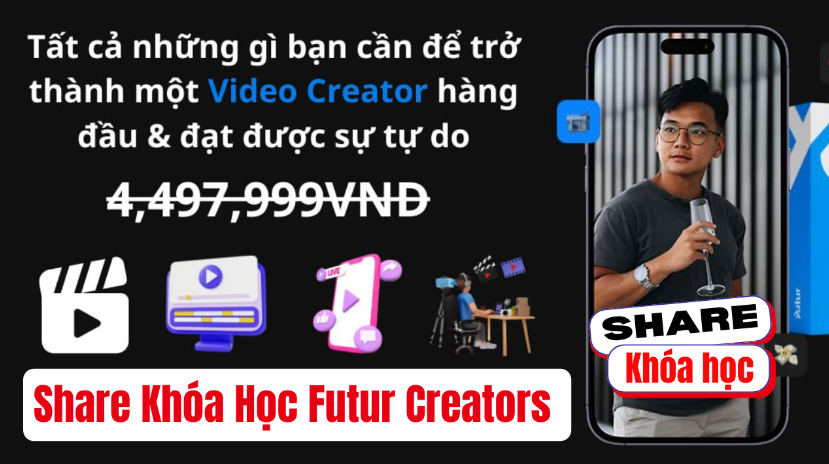 Tất cả những gì bạn cần để trở
thành một Video Creator hàng
đầu & đạt được sự tự do
4,497,999VNĐ
LIVE
Share Khóa Học Futur Creators
SHARE
Khóa học